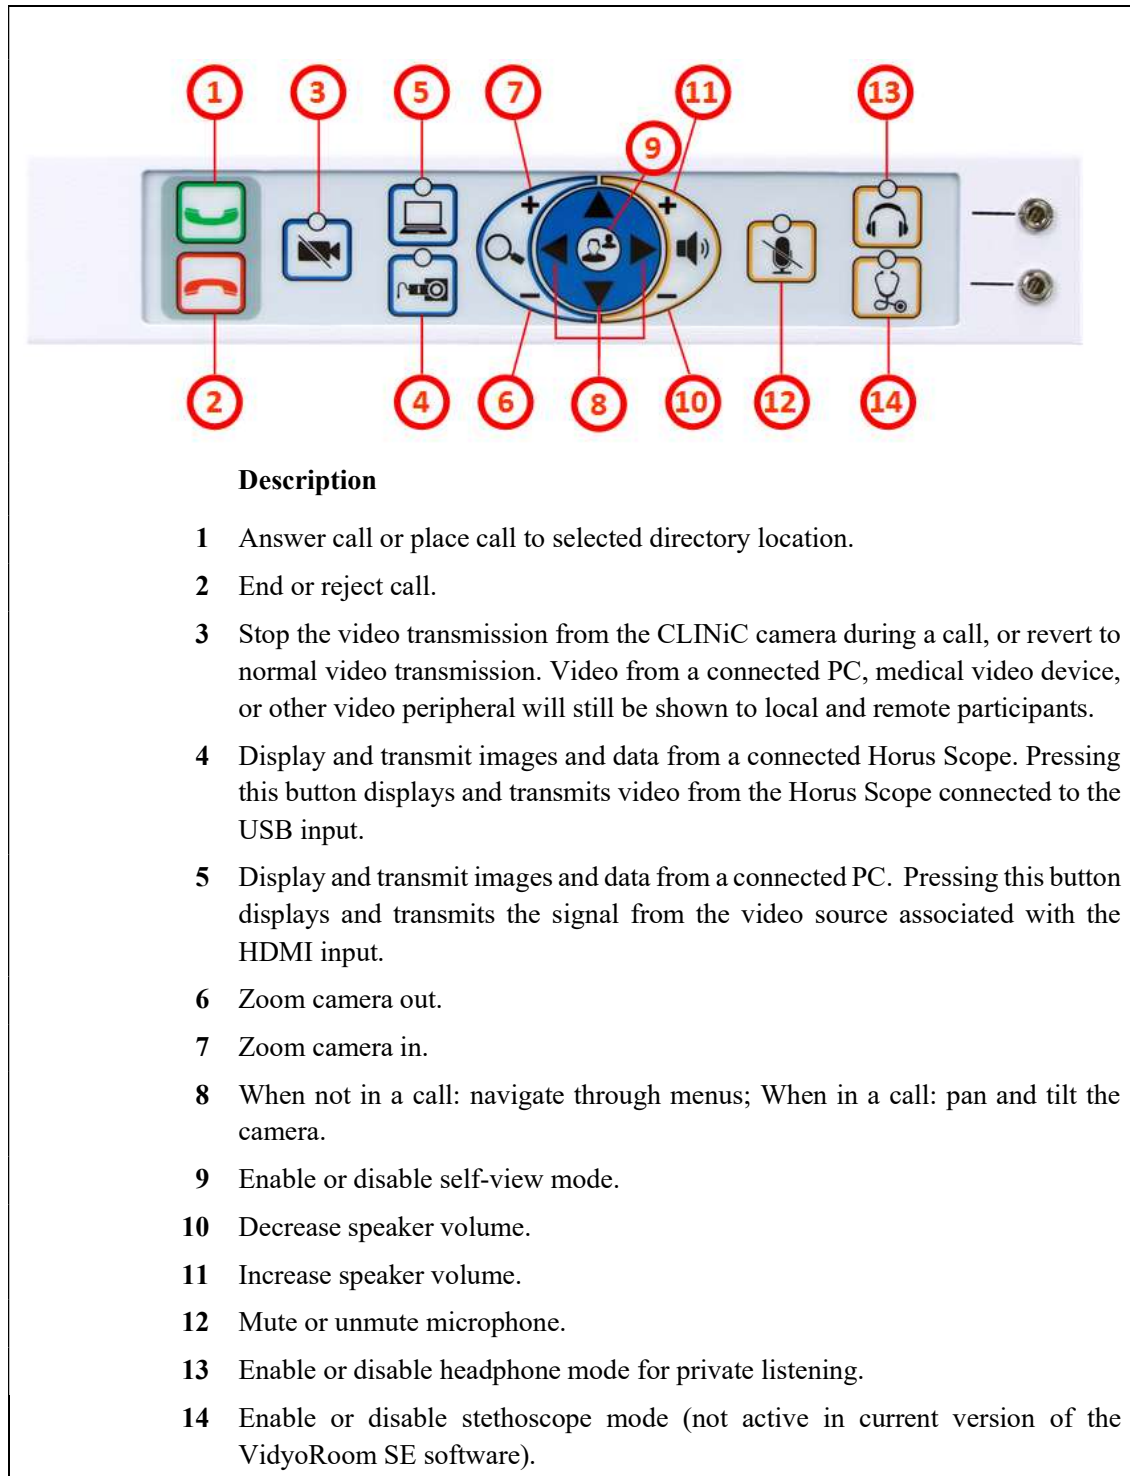 1 3 5 7 11 13
9
2 4 6 8 10 12 14
Description
1 Answer call or place call to selected directory location.
2 End or reject call.
3 Stop the video transmission from the CLINiC camera during a call, or revert to
normal video transmission. Video from a connected PC, medical video device,
or other video peripheral will still be shown to local and remote participants.
4 Display and transmit images and data from a connected Horus Scope. Pressing
this button displays and transmits video from the Horus Scope connected to the
USB input.
5 Display and transmit images and data from a connected PC. Pressing this button
displays and transmits the signal from the video source associated with the
HDMI input.
6 Zoom camera out.
7 Zoom camera in.
8 When not in a call: navigate through menus; When in a call: pan and tilt the
camera.
9 Enable or disable self-view mode.
10 Decrease speaker volume.
11 Increase speaker volume.
12 Mute or unmute microphone.
13 Enable or disable headphone mode for private listening.
14 Enable or disable stethoscope mode (not active in current version of the
VidyoRoom SE software).